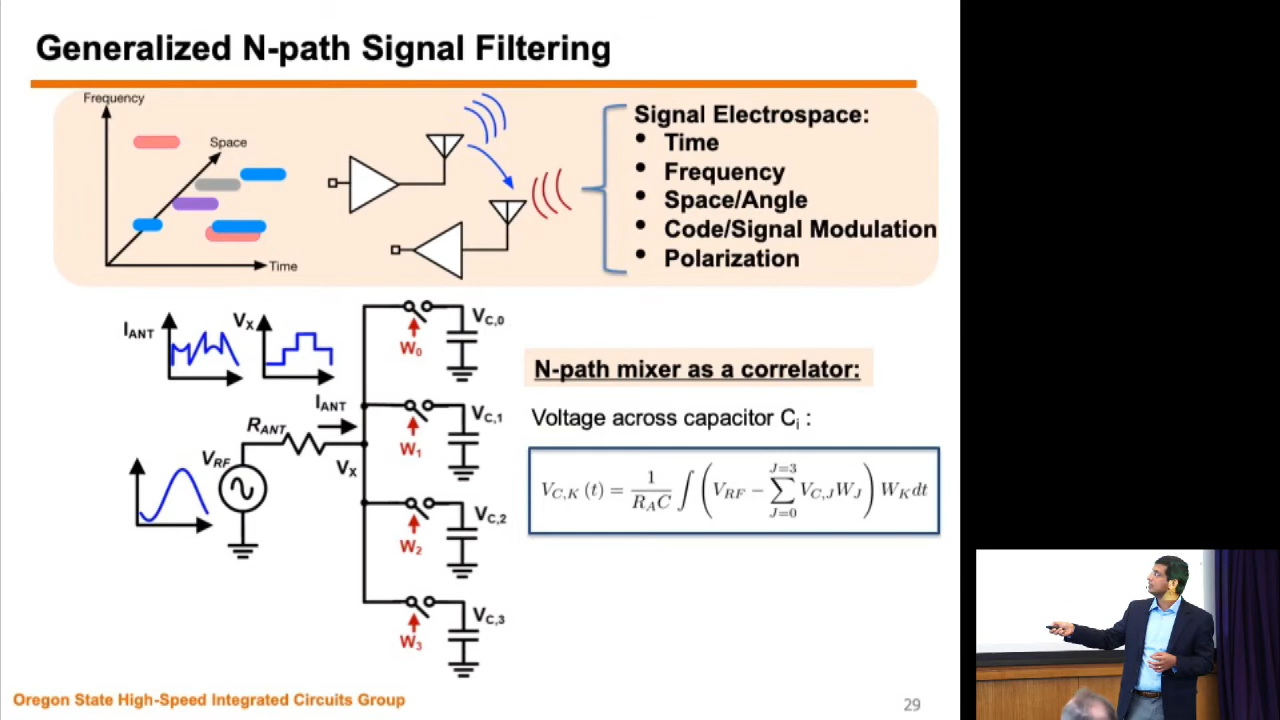 Generalized N-path Signal Filtering
Frequency
Space
Time
Signal Electrospace:
• Time
• Frequency
• Space/Angle
• Code/Signal Modulation
• Polarization
I_ANT
V_X
V_C,0
W_0
I_ANT
V_C,1
W_1
R_ANT
V_RF
V_X
V_C,2
W_2
V_C,3
W_3
N-path mixer as a correlator:
Voltage across capacitor C_i :
V_{C,K} (t) = \frac{1}{R_A C} \int \left( V_{RF} - \sum_{J=0}^{J=3} V_{C,J} W_J \right) W_K dt
Oregon State High-Speed Integrated Circuits Group
29